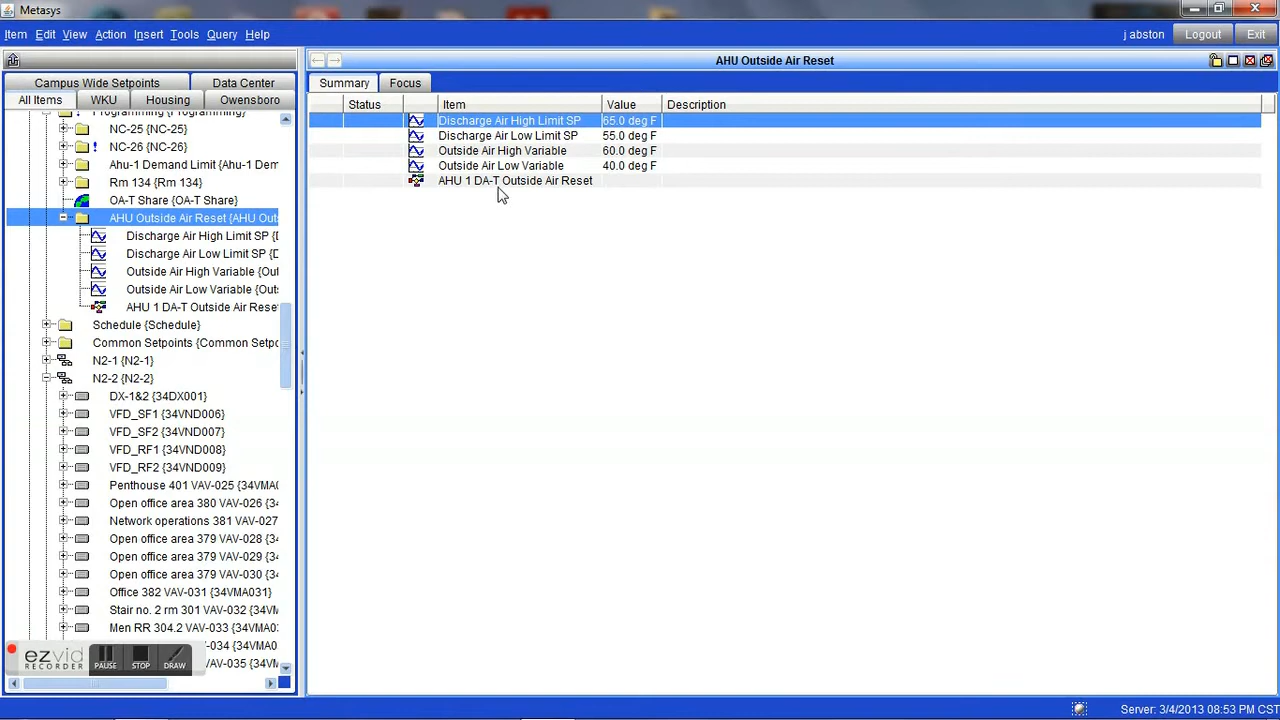 Metasys
Item Edit View Action Insert Tools Query Help
j abston Logout Exit
AHU Outside Air Reset
Campus Wide Setpoints Data Center
All Items WKU Housing Owensboro
Programming {Programming}
NC-25 {NC-25}
! NC-26 {NC-26}
Ahu-1 Demand Limit {Ahu-1 Dem
Rm 134 {Rm 134}
OA-T Share {OA-T Share}
AHU Outside Air Reset {AHU Outs
Discharge Air High Limit SP {D
Discharge Air Low Limit SP {D
Outside Air High Variable {Out
Outside Air Low Variable {Outs
AHU 1 DA-T Outside Air Rese
Schedule {Schedule}
Common Setpoints {Common Setpo
N2-1 {N2-1}
N2-2 {N2-2}
DX-1&2 {34DX001}
VFD_SF1 {34VND006}
VFD_SF2 {34VND007}
VFD_RF1 {34VND008}
VFD_RF2 {34VND009}
Penthouse 401 VAV-025 {34VMA
Open office area 380 VAV-026 {34
Network operations 381 VAV-027
Open office area 379 VAV-028 {34
Open office area 379 VAV-029 {34
Open office area 379 VAV-030 {34
Office 382 VAV-031 {34VMA031}
Stair no. 2 rm 301 VAV-032 {34VM
Men RR 304.2 VAV-033 {34VMA03
-034 {34VMA0
VAV-035 {34
ezvid
RECORDER
PAUSE STOP DRAW
Summary Focus
Status Item Value Description
Discharge Air High Limit SP 65.0 deg F
Discharge Air Low Limit SP 55.0 deg F
Outside Air High Variable 60.0 deg F
Outside Air Low Variable 40.0 deg F
AHU 1 DA-T Outside Air Reset
Server: 3/4/2013 08:53 PM CST